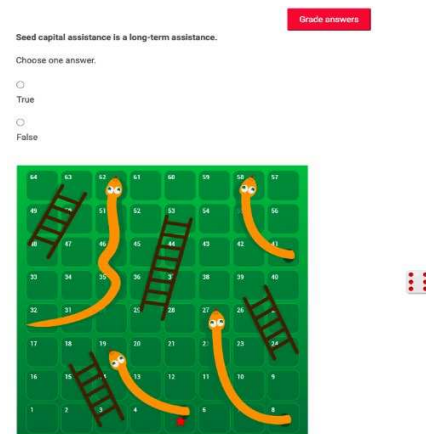 Grade answers
Seed capital assistance is a long-term assistance.
Choose one answer.
True
False
64 63 62 61 60 59 58 57
49 51 52 53 54 56
48 47 46 45 44 43 42 41
33 34 35 36 37 38 39 40
32 31 29 28 27 26
17 18 19 20 21 23 24
16 15 13 12 11 10 9
1 2 3 4 6 8